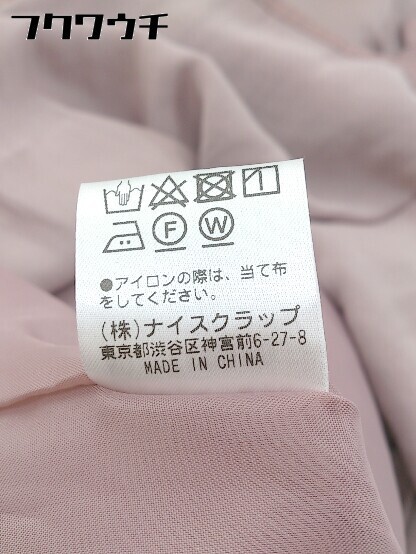 フクワウチ
F W
●アイロンの際は、当て布
をしてください。
(株)ナイスクラップ
東京都渋谷区神宮前6-27-8
MADE IN CHINA